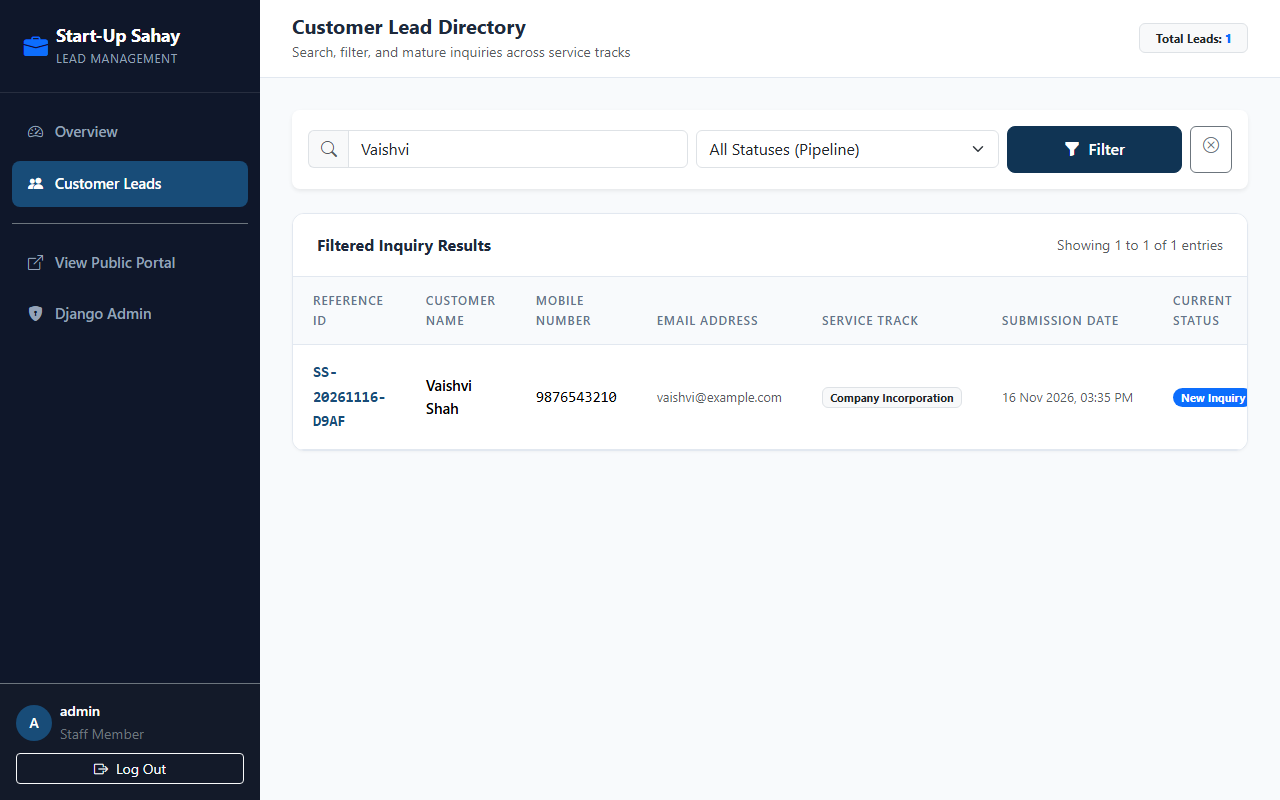 Start-Up Sahay
LEAD MANAGEMENT
Overview
Customer Leads
View Public Portal
Django Admin
A
admin
Staff Member
Log Out
Customer Lead Directory
Search, filter, and mature inquiries across service tracks
Total Leads: 1
Vaishvi
All Statuses (Pipeline)
Filter
Filtered Inquiry Results
Showing 1 to 1 of 1 entries
REFERENCE ID
CUSTOMER NAME
MOBILE NUMBER
EMAIL ADDRESS
SERVICE TRACK
SUBMISSION DATE
CURRENT STATUS
SS-
20261116-
D9AF
Vaishvi
Shah
9876543210
vaishvi@example.com
Company Incorporation
16 Nov 2026, 03:35 PM
New Inquiry